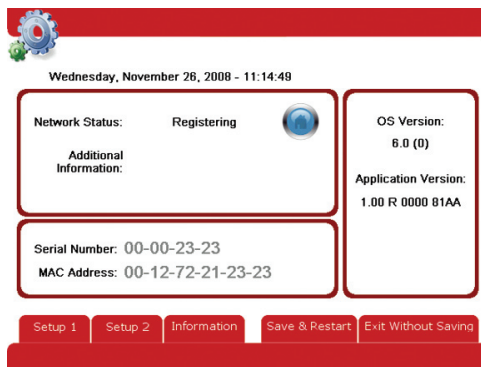 Wednesday, November 26, 2008 - 11:14:49
Network Status: Registering
Additional
Information:
Serial Number: 00-00-23-23
MAC Address: 00-12-72-21-23-23
OS Version:
6.0 (0)
Application Version:
1.00 R 0000 81AA
Setup 1 Setup 2 Information Save & Restart Exit Without Saving